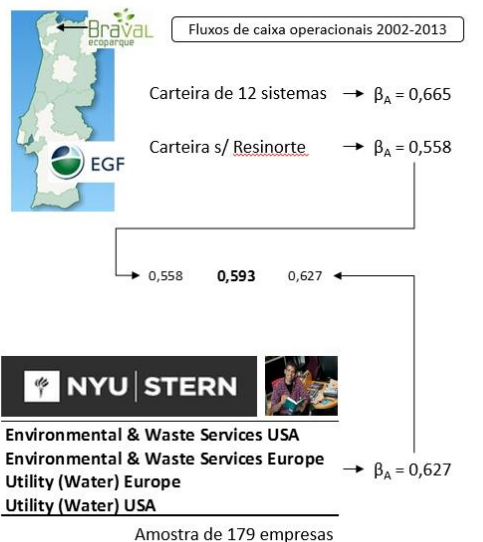 BraVal
ecoparque
Fluxos de caixa operacionais 2002-2013
Carteira de 12 sistemas → βA = 0,665
Carteira s/ Resinorte → βA = 0,558
EGF
0,558 0,593 0,627
NYU STERN
Environmental & Waste Services USA
Environmental & Waste Services Europe
Utility (Water) Europe
βA = 0,627
Utility (Water) USA
Amostra de 179 empresas